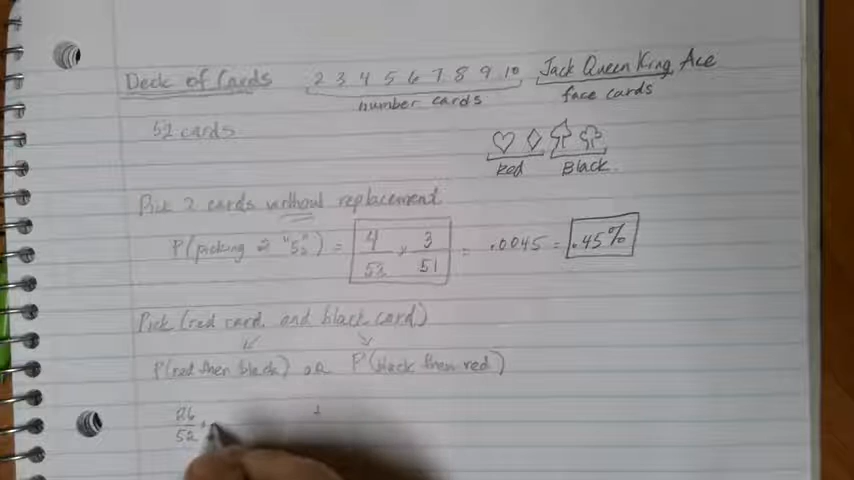 Deck of Cards 2 3 4 5 6 7 8 9 10 Jack Queen King Ace
number cards face cards
52 cards
Red Black
Pick 2 cards without replacement
P(picking 2 "5s") = 4/52 × 3/51 = .0045 = .45%
Pick (red card and black card)
P(red then black) OR P(black then red)
26/52 · +